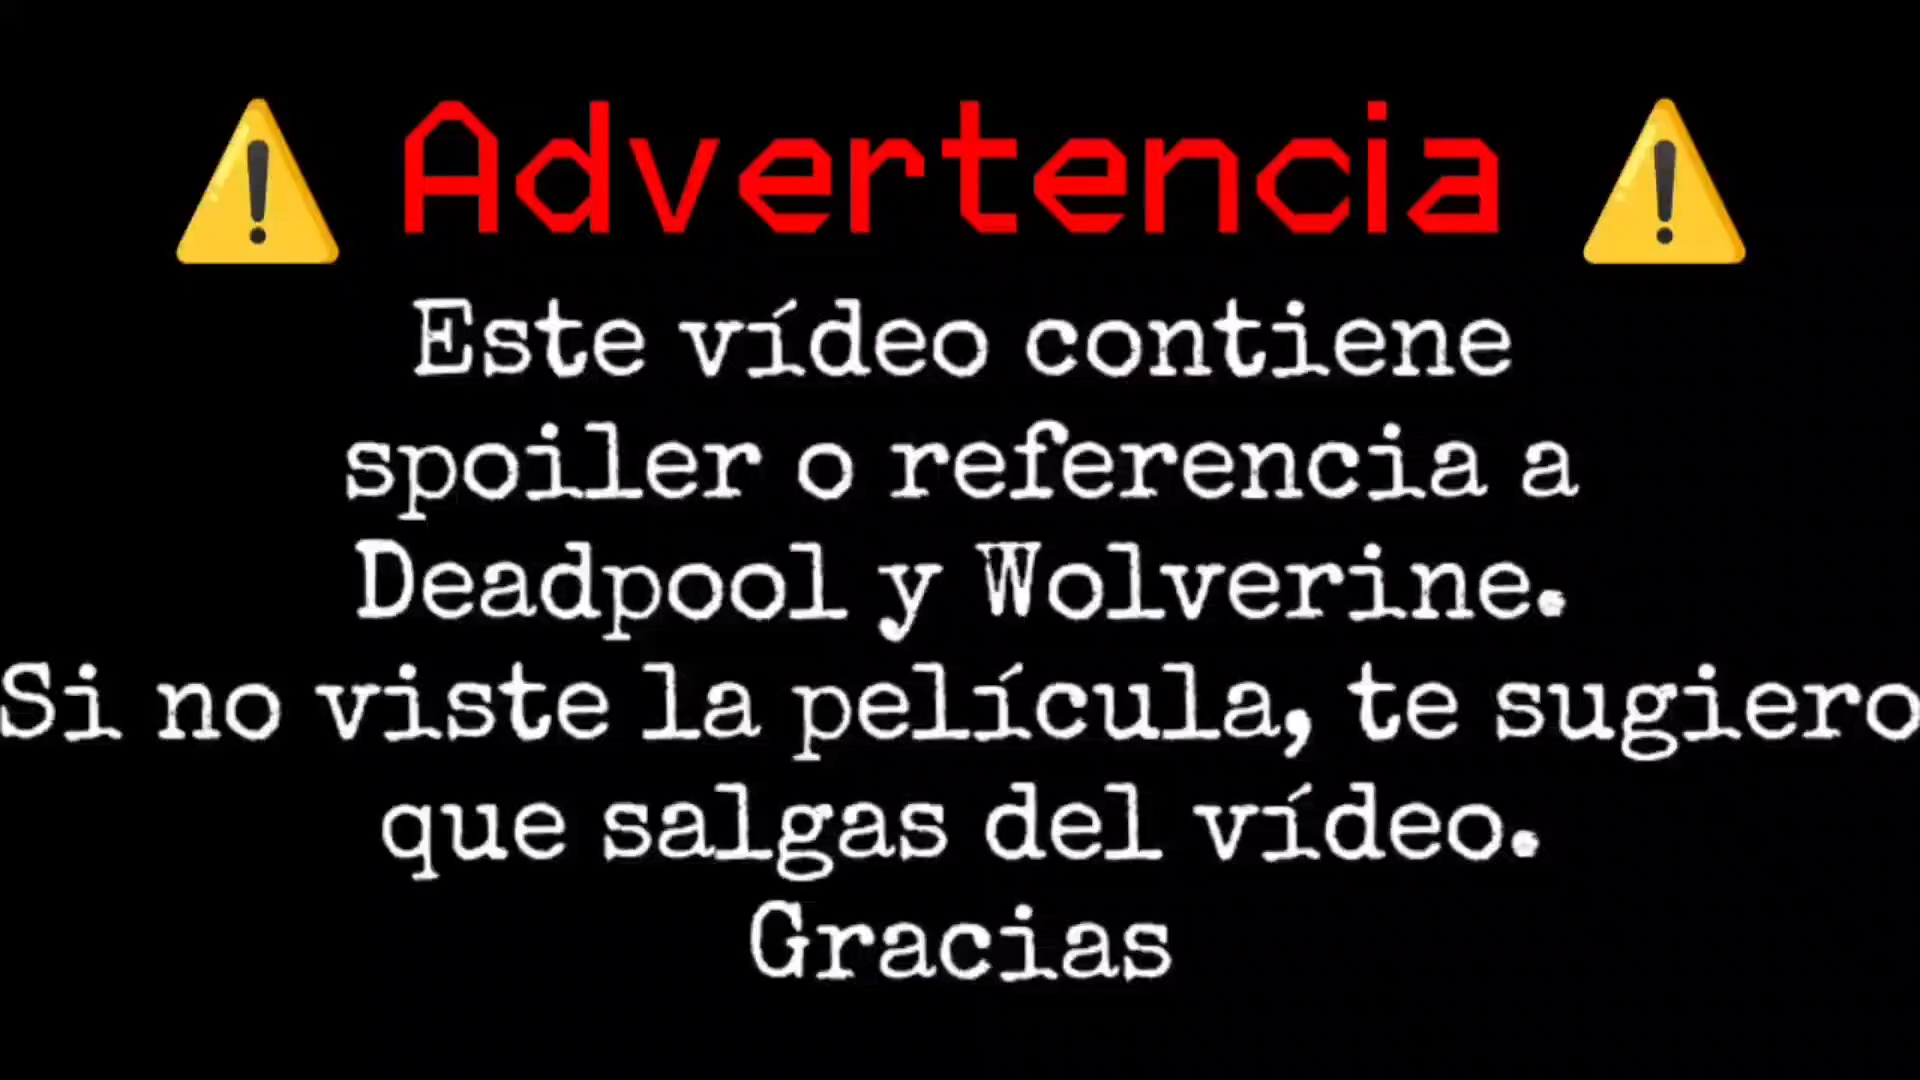 ⚠️ Advertencia ⚠️
Este vídeo contiene
spoiler o referencia a
Deadpool y Wolverine.
Si no viste la película, te sugiero
que salgas del vídeo.
Gracias